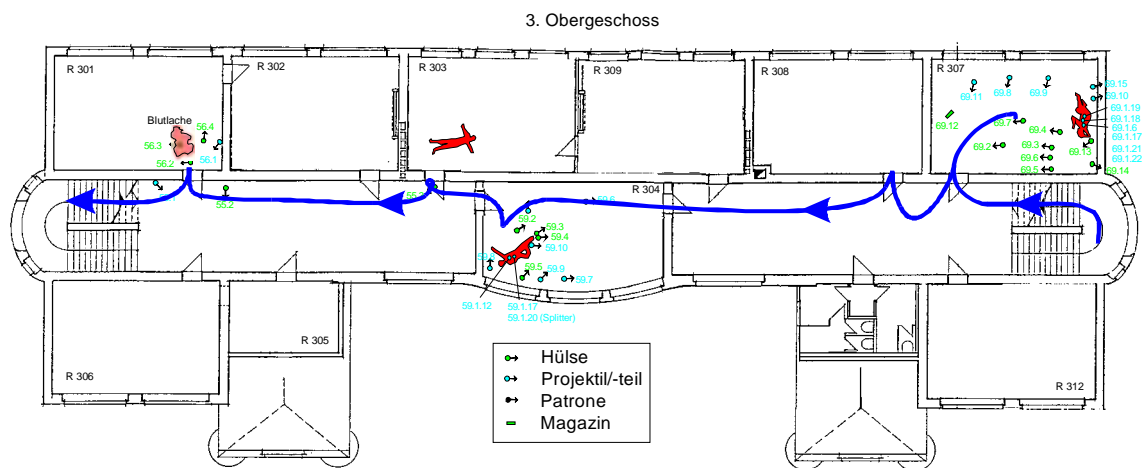 3. Obergeschoss
R 301
R 302
R 303
R 309
R 308
R 307
69.11
69.8
69.9
69.15
69.10
69.1.19
69.1.18
69.1.6
69.1.17
69.1.21
69.1.22
69.12
69.7
69.4
69.2
69.3
69.6
69.5
69.13
69.14
Blutlache
56.4
56.3
56.1
56.2
55.2
R 304
59.2
59.3
59.4
59.10
59.5
59.9
59.7
59.1.12
59.1.17
59.1.20 (Splitter)
R 305
R 306
R 312
Hülse
Projektil/-teil
Patrone
Magazin